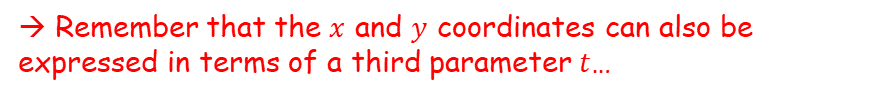 → Remember that the x and y coordinates can also be
expressed in terms of a third parameter t…